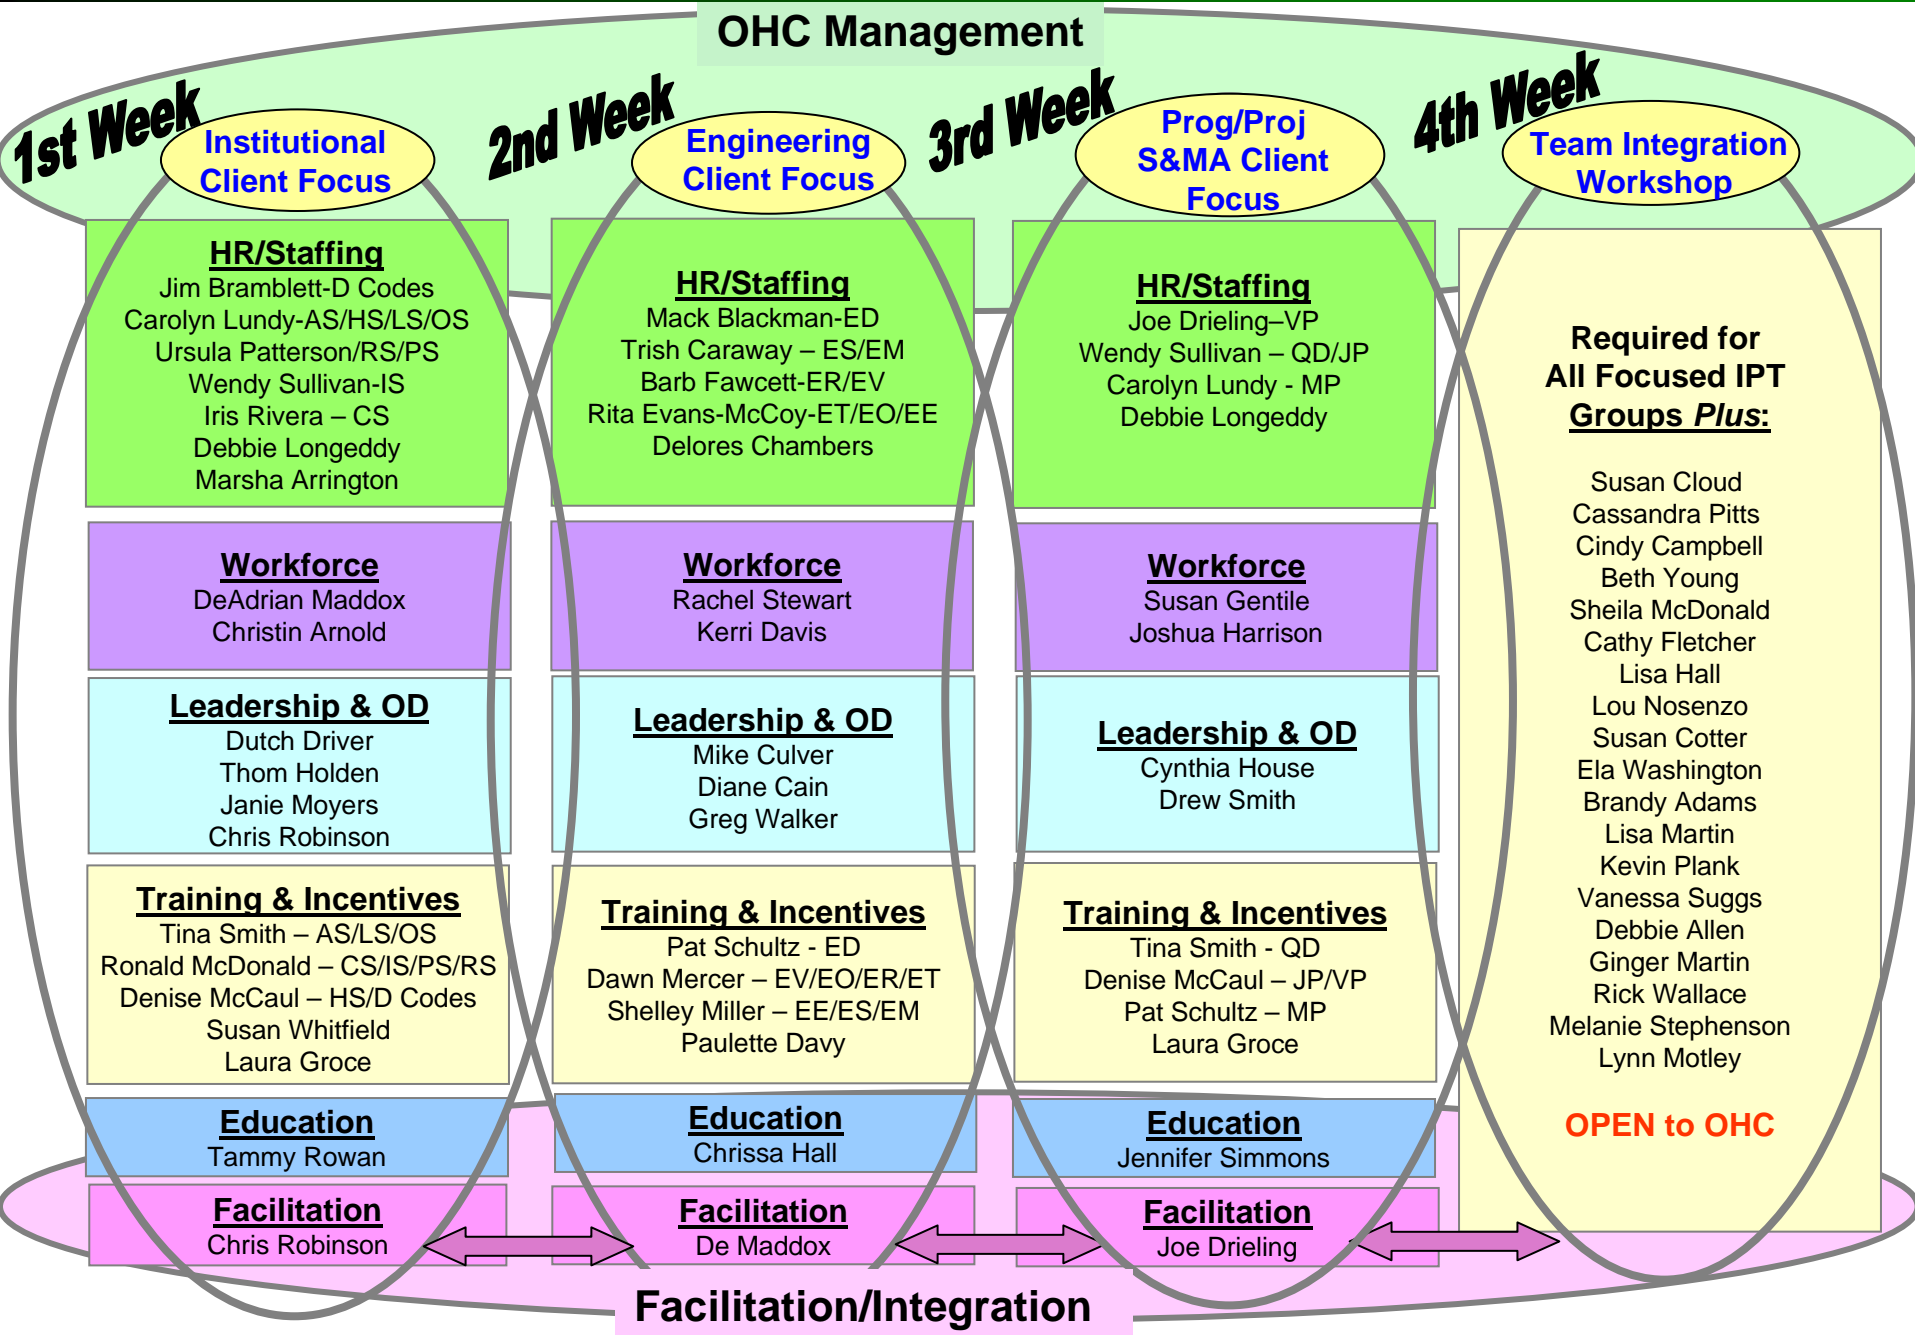 OHC Management
1st Week
Institutional
Client Focus
HR/Staffing
Jim Bramblett-D Codes
Carolyn Lundy-AS/HS/LS/OS
Ursula Patterson/RS/PS
Wendy Sullivan-IS
Iris Rivera – CS
Debbie Longeddy
Marsha Arrington
Workforce
DeAdrian Maddox
Christin Arnold
Leadership & OD
Dutch Driver
Thom Holden
Janie Moyers
Chris Robinson
Training & Incentives
Tina Smith – AS/LS/OS
Ronald McDonald – CS/IS/PS/RS
Denise McCaul – HS/D Codes
Susan Whitfield
Laura Groce
Education
Tammy Rowan
Facilitation
Chris Robinson
2nd Week
Engineering
Client Focus
HR/Staffing
Mack Blackman-ED
Trish Caraway – ES/EM
Barb Fawcett-ER/EV
Rita Evans-McCoy-ET/EO/EE
Delores Chambers
Workforce
Rachel Stewart
Kerri Davis
Leadership & OD
Mike Culver
Diane Cain
Greg Walker
Training & Incentives
Pat Schultz - ED
Dawn Mercer – EV/EO/ER/ET
Shelley Miller – EE/ES/EM
Paulette Davy
Education
Chrissa Hall
Facilitation
De Maddox
3rd Week
Prog/Proj
S&MA Client
Focus
HR/Staffing
Joe Drieling–VP
Wendy Sullivan – QD/JP
Carolyn Lundy - MP
Debbie Longeddy
Workforce
Susan Gentile
Joshua Harrison
Leadership & OD
Cynthia House
Drew Smith
Training & Incentives
Tina Smith - QD
Denise McCaul – JP/VP
Pat Schultz – MP
Laura Groce
Education
Jennifer Simmons
Facilitation
Joe Drieling
4th Week
Team Integration
Workshop
Required for
All Focused IPT
Groups Plus:
Susan Cloud
Cassandra Pitts
Cindy Campbell
Beth Young
Sheila McDonald
Cathy Fletcher
Lisa Hall
Lou Nosenzo
Susan Cotter
Ela Washington
Brandy Adams
Lisa Martin
Kevin Plank
Vanessa Suggs
Debbie Allen
Ginger Martin
Rick Wallace
Melanie Stephenson
Lynn Motley
OPEN to OHC
Facilitation/Integration